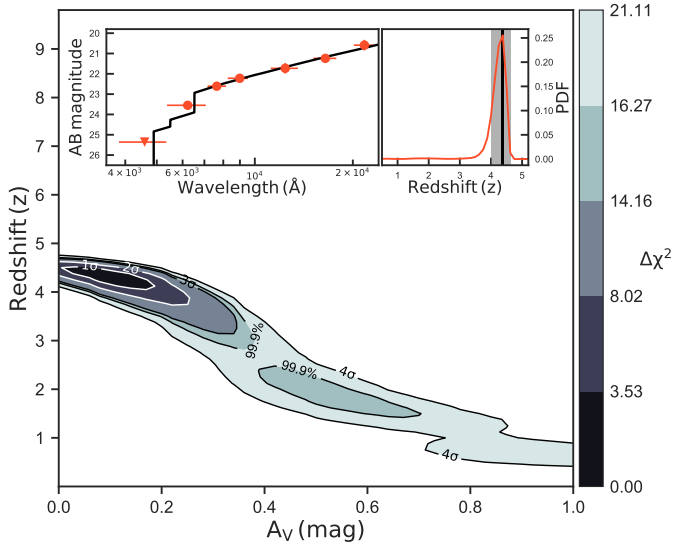 21.11
16.27
14.16
8.02
3.53
0.00
Δχ²
9
8
7
6
5
4
3
2
1
Redshift (z)
0.0 0.2 0.4 0.6 0.8 1.0
A_V (mag)
20
21
22
23
24
25
26
AB magnitude
4 × 10³ 6 × 10³ 10⁴ 2 × 10⁴
Wavelength (Å)
0.25
0.20
0.15
0.10
0.05
0.00
PDF
1 2 3 4 5
Redshift (z)
1σ 2σ 3σ
99.9%
99.9% 4σ
4σ